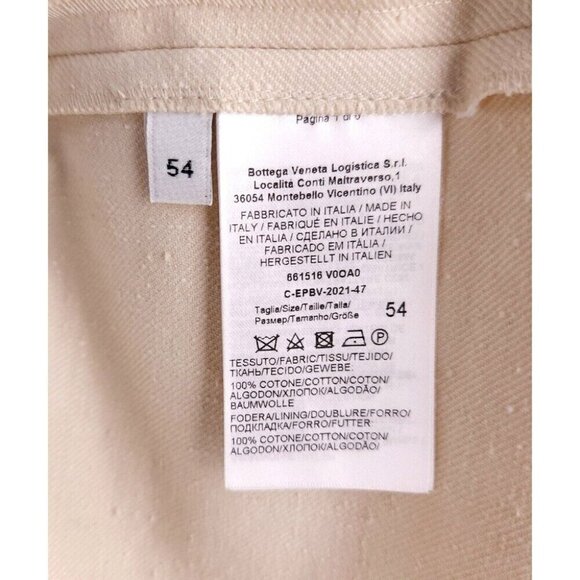 54
Pagina 1 di
Bottega Veneta Logistica S.r.l.
Località Conti Maltraverso,1
36054 Montebello Vicentino (VI) Italy
FABBRICATO IN ITALIA / MADE IN
ITALY / FABRIQUÉ EN ITALIE / HECHO
EN ITALIA / СДЕЛАНО В ИТАЛИИ /
FABRICADO EM ITÁLIA /
HERGESTELLT IN ITALIEN
661516 V0OA0
C-EPBV-2021-47
Taglia/Size/Taille/Talla/
Размер/Tamanho/Größe 54
P
TESSUTO/FABRIC/TISSU/TEJIDO/
ТКАНЬ/TECIDO/GEWEBE:
100% COTONE/COTTON/COTON/
ALGODON/ХЛОПОК/ALGODÃO/
BAUMWOLLE
FODERA/LINING/DOUBLURE/FORRO/
ПОДКЛАДКА/FORRO/FUTTER:
100% COTONE/COTTON/COTON/
ALGODON/ХЛОПОК/ALGODÃO/